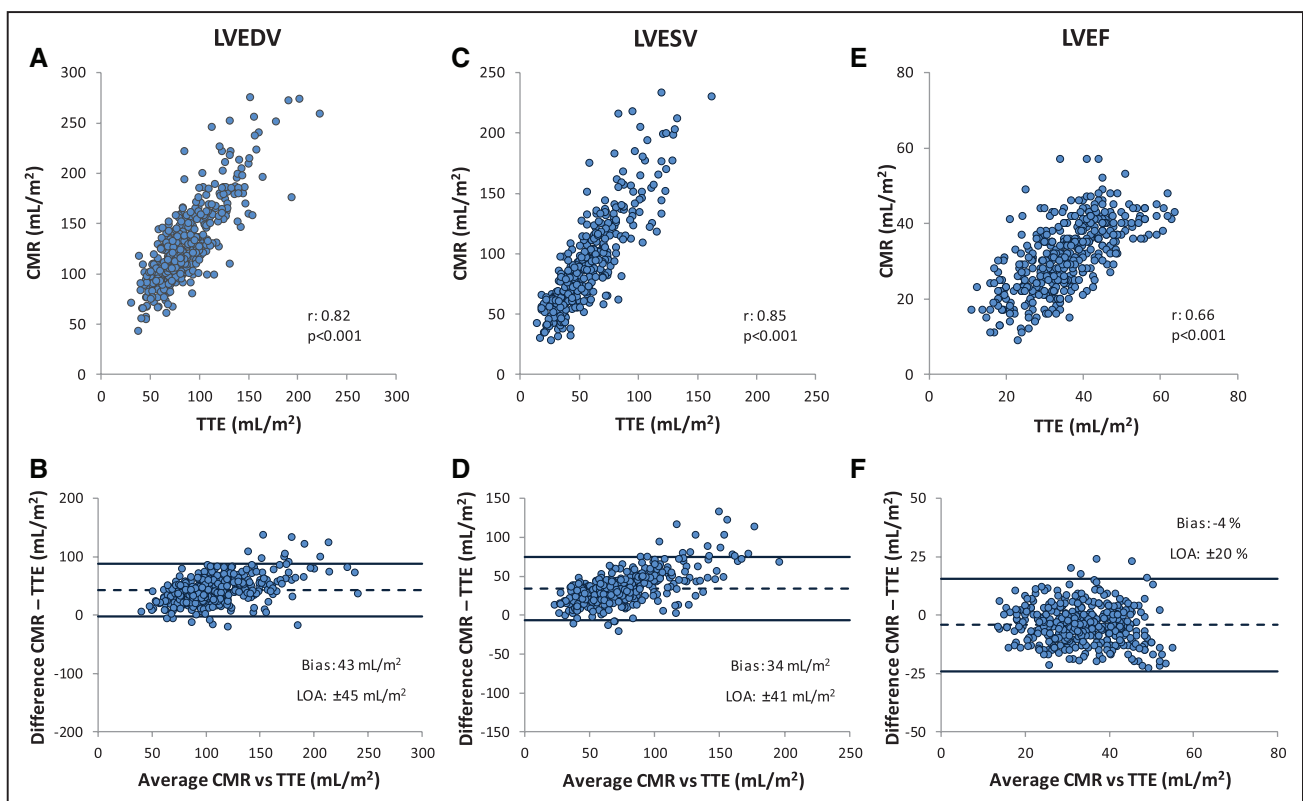 LVEDV
LVESV
LVEF
A
C
E
300
250
200
150
100
50
0
0
50
100
150
200
250
300
CMR (mL/m²)
TTE (mL/m²)
r: 0.82
p<0.001
250
200
150
100
50
0
0
50
100
150
200
250
CMR (mL/m²)
TTE (mL/m²)
r: 0.85
p<0.001
80
60
40
20
0
0
20
40
60
80
CMR (mL/m²)
TTE (mL/m²)
r: 0.66
p<0.001
B
D
F
200
100
0
-100
-200
0
50
100
150
200
250
300
Difference CMR – TTE (mL/m²)
Average CMR vs TTE (mL/m²)
Bias: 43 mL/m²
LOA: ±45 mL/m²
150
100
50
0
-50
-100
-150
0
50
100
150
200
250
Difference CMR – TTE (mL/m²)
Average CMR vs TTE (mL/m²)
Bias: 34 mL/m²
LOA: ±41 mL/m²
50
25
0
-25
-50
0
20
40
60
80
Difference CMR – TTE (mL/m²)
Average CMR vs TTE (mL/m²)
Bias: -4 %
LOA: ±20 %